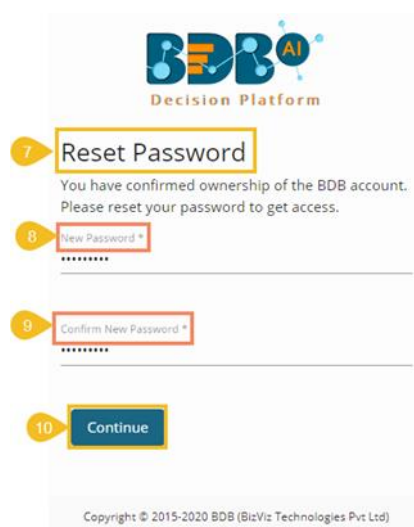 BDB AI
Decision Platform
7 Reset Password
You have confirmed ownership of the BDB account.
Please reset your password to get access.
8 New Password *
•••••••••
9 Confirm New Password *
•••••••••
10 Continue
Copyright © 2015-2020 BDB (BizViz Technologies Pvt Ltd)